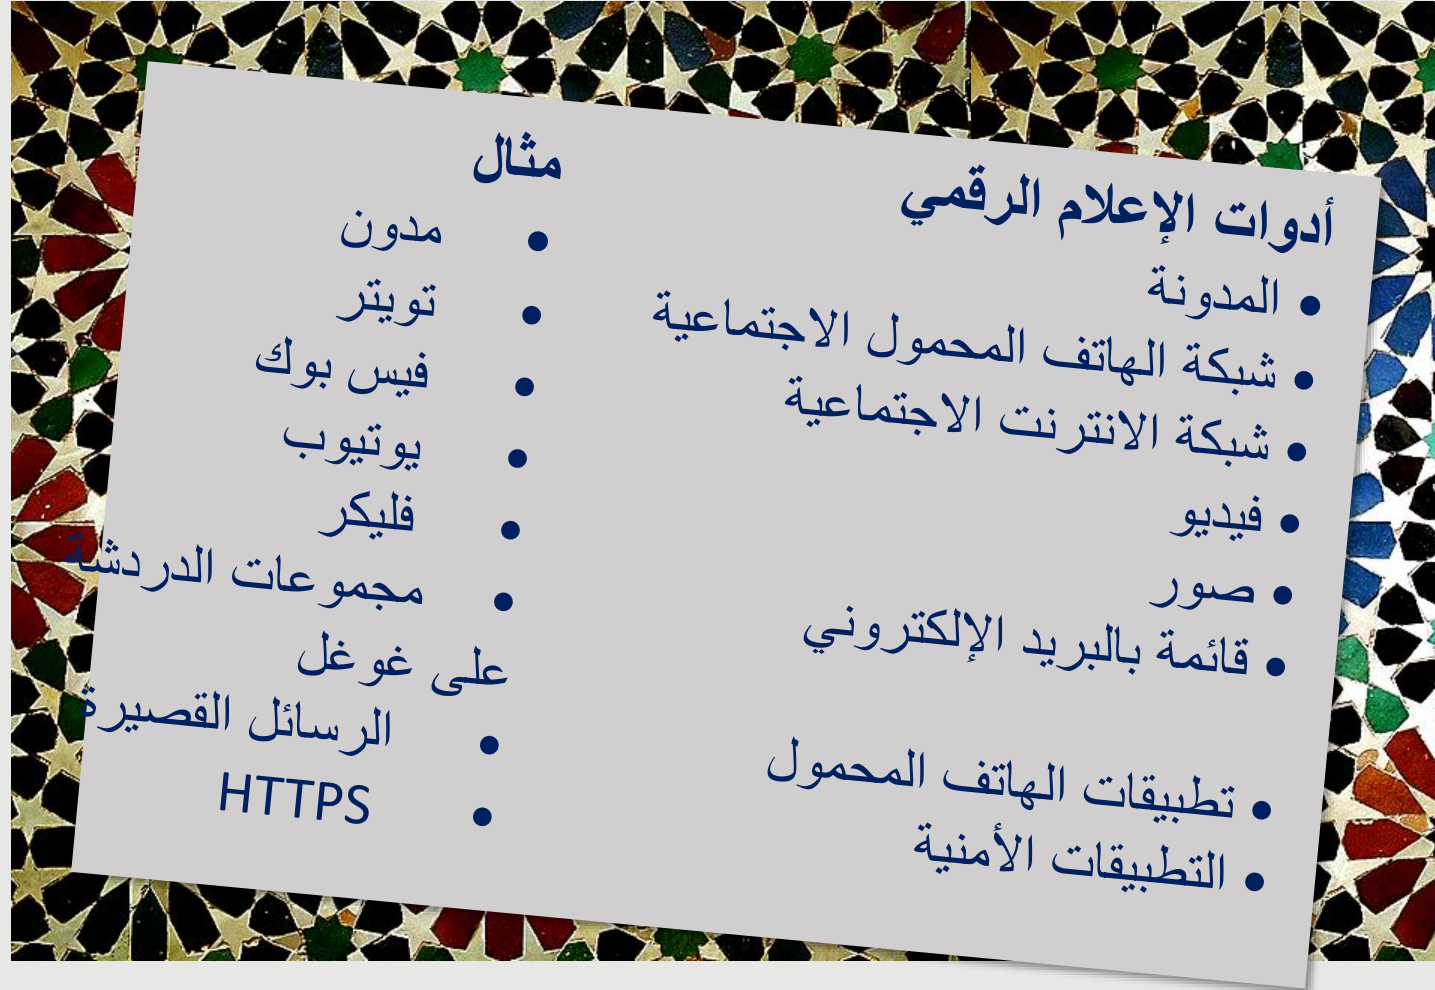 أدوات الإعلام الرقمي
• المدونة
• شبكة الهاتف المحمول الاجتماعية
• شبكة الانترنت الاجتماعية
• فيديو
• صور
• قائمة بالبريد الإلكتروني
• تطبيقات الهاتف المحمول
• التطبيقات الأمنية
مثال
• مدون
• تويتر
• فيس بوك
• يوتيوب
• فليكر
• مجموعات الدردشة
على غوغل
• الرسائل القصيرة
• HTTPS